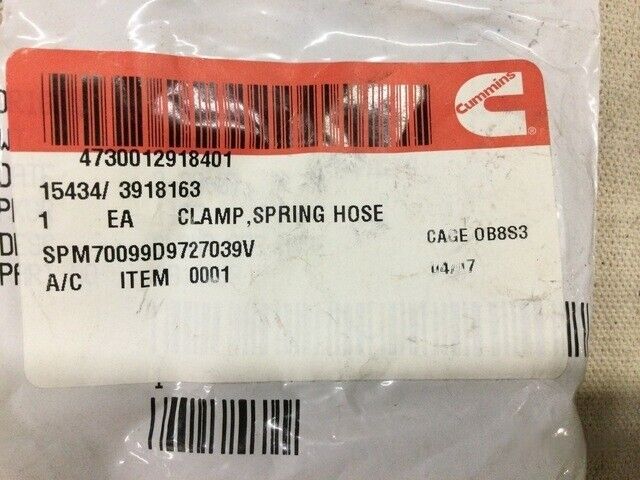 Cummins
4730012918401
15434/ 3918163
1 EA CLAMP,SPRING HOSE
SPM70099D9727039V
CAGE 0B8S3
A/C ITEM 0001